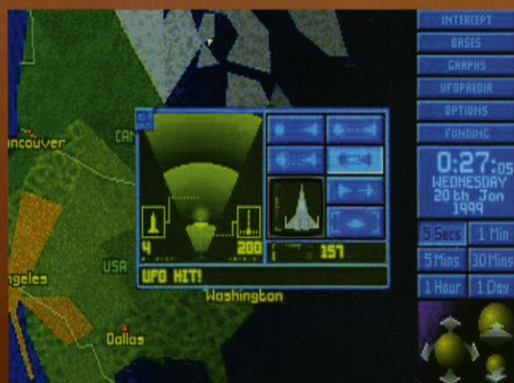 INTERCEPT
BASES
GRAPHS
UFOPAEDIA
OPTIONS
FUNDING
0:27:05
WEDNESDAY
20th Jan
1999
5 Secs
1 Min
5 Mins
30 Mins
1 Hour
1 Day
ancouver
CAN
4
200
157
UFO HIT!
USA
ngeles
Washington
Dallas